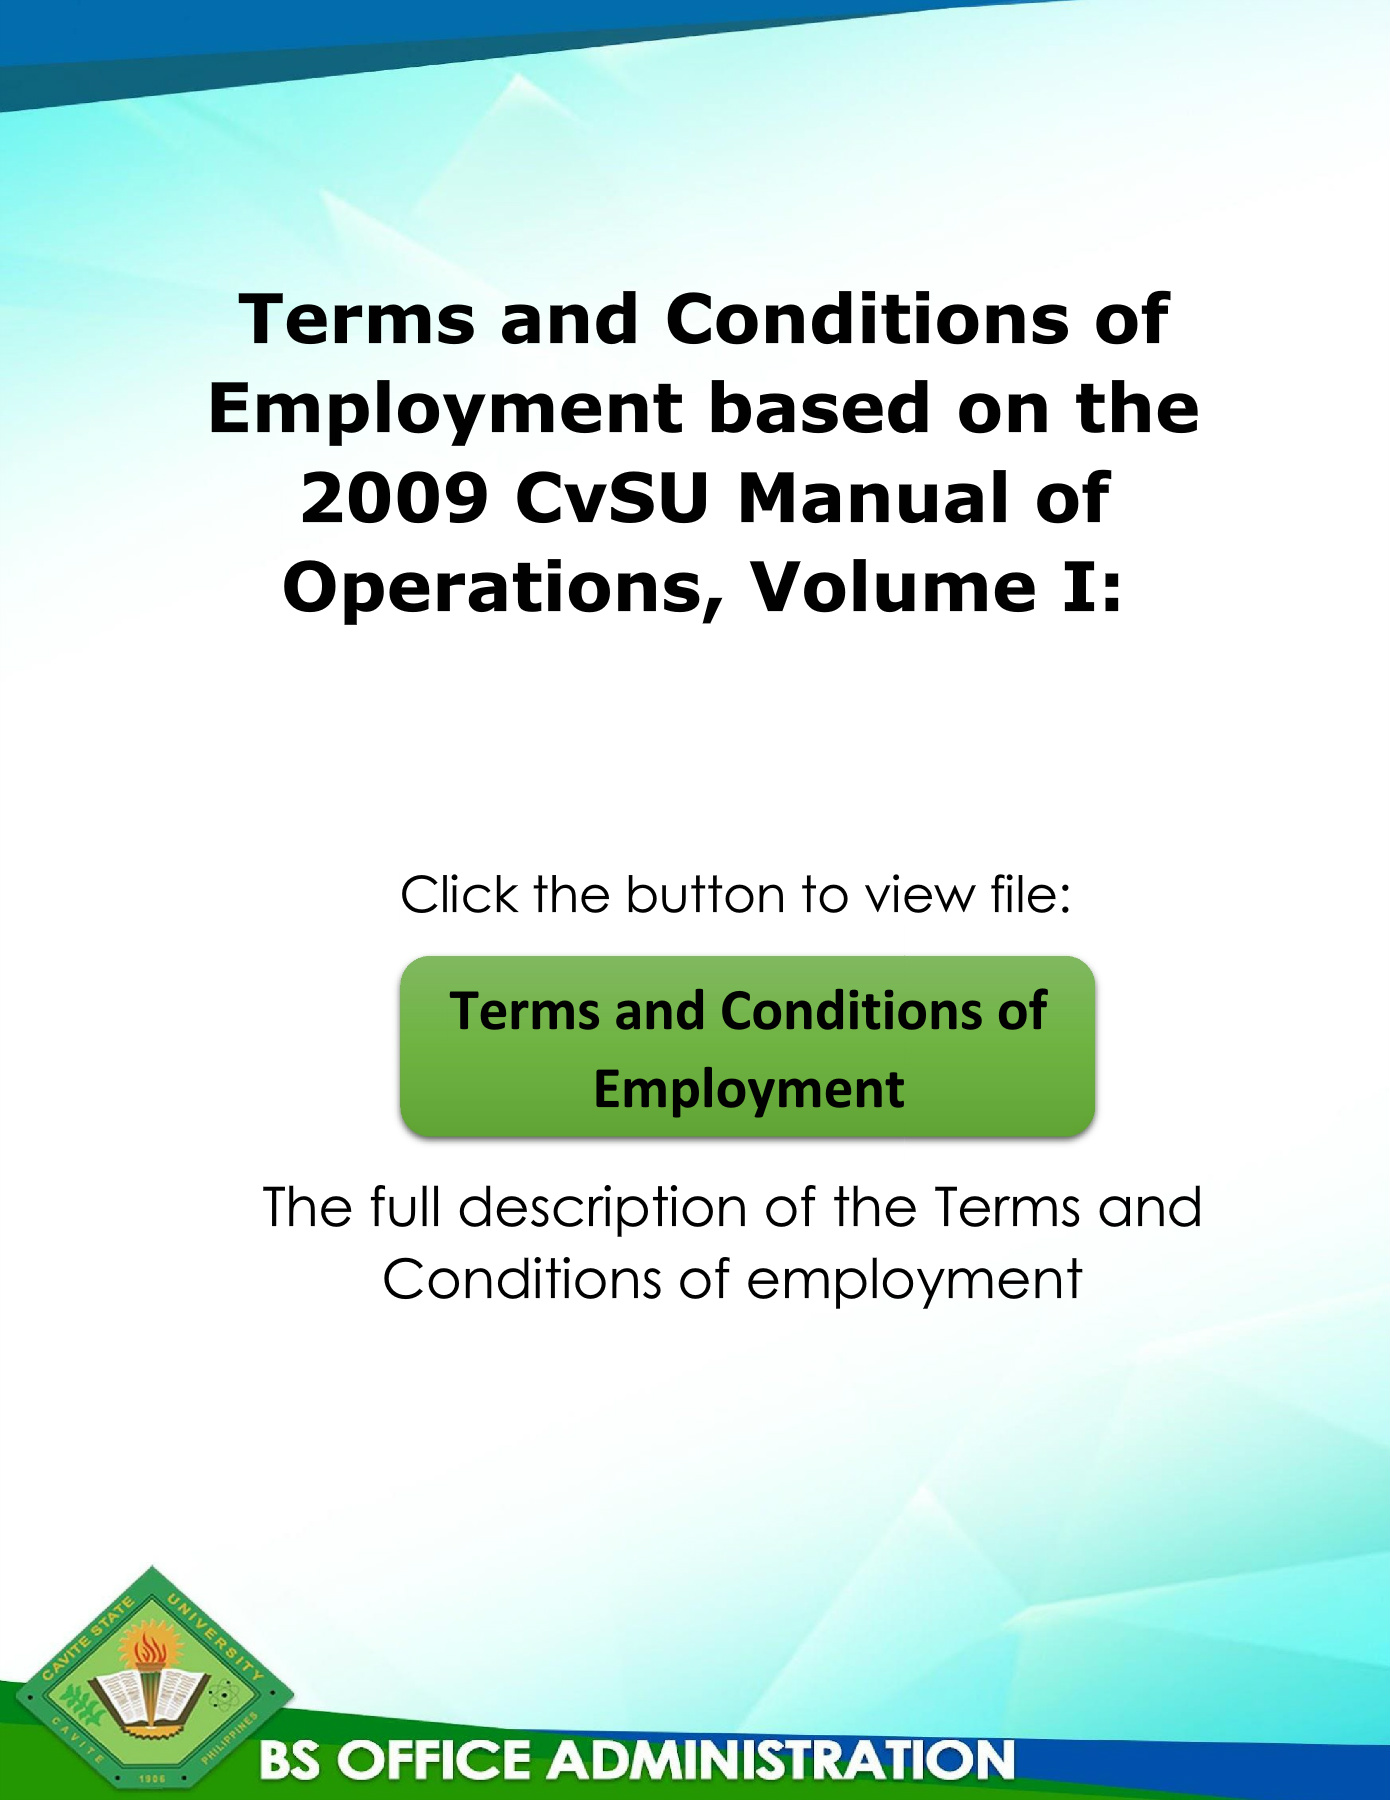 Terms and Conditions of
Employment based on the
2009 CvSU Manual of
Operations, Volume I:
Click the button to view file:
Terms and Conditions of
Employment
The full description of the Terms and
Conditions of employment
CAVITE STATE UNIVERSITY
CAVITE
PHILIPPINES
1906
BS OFFICE ADMINISTRATION